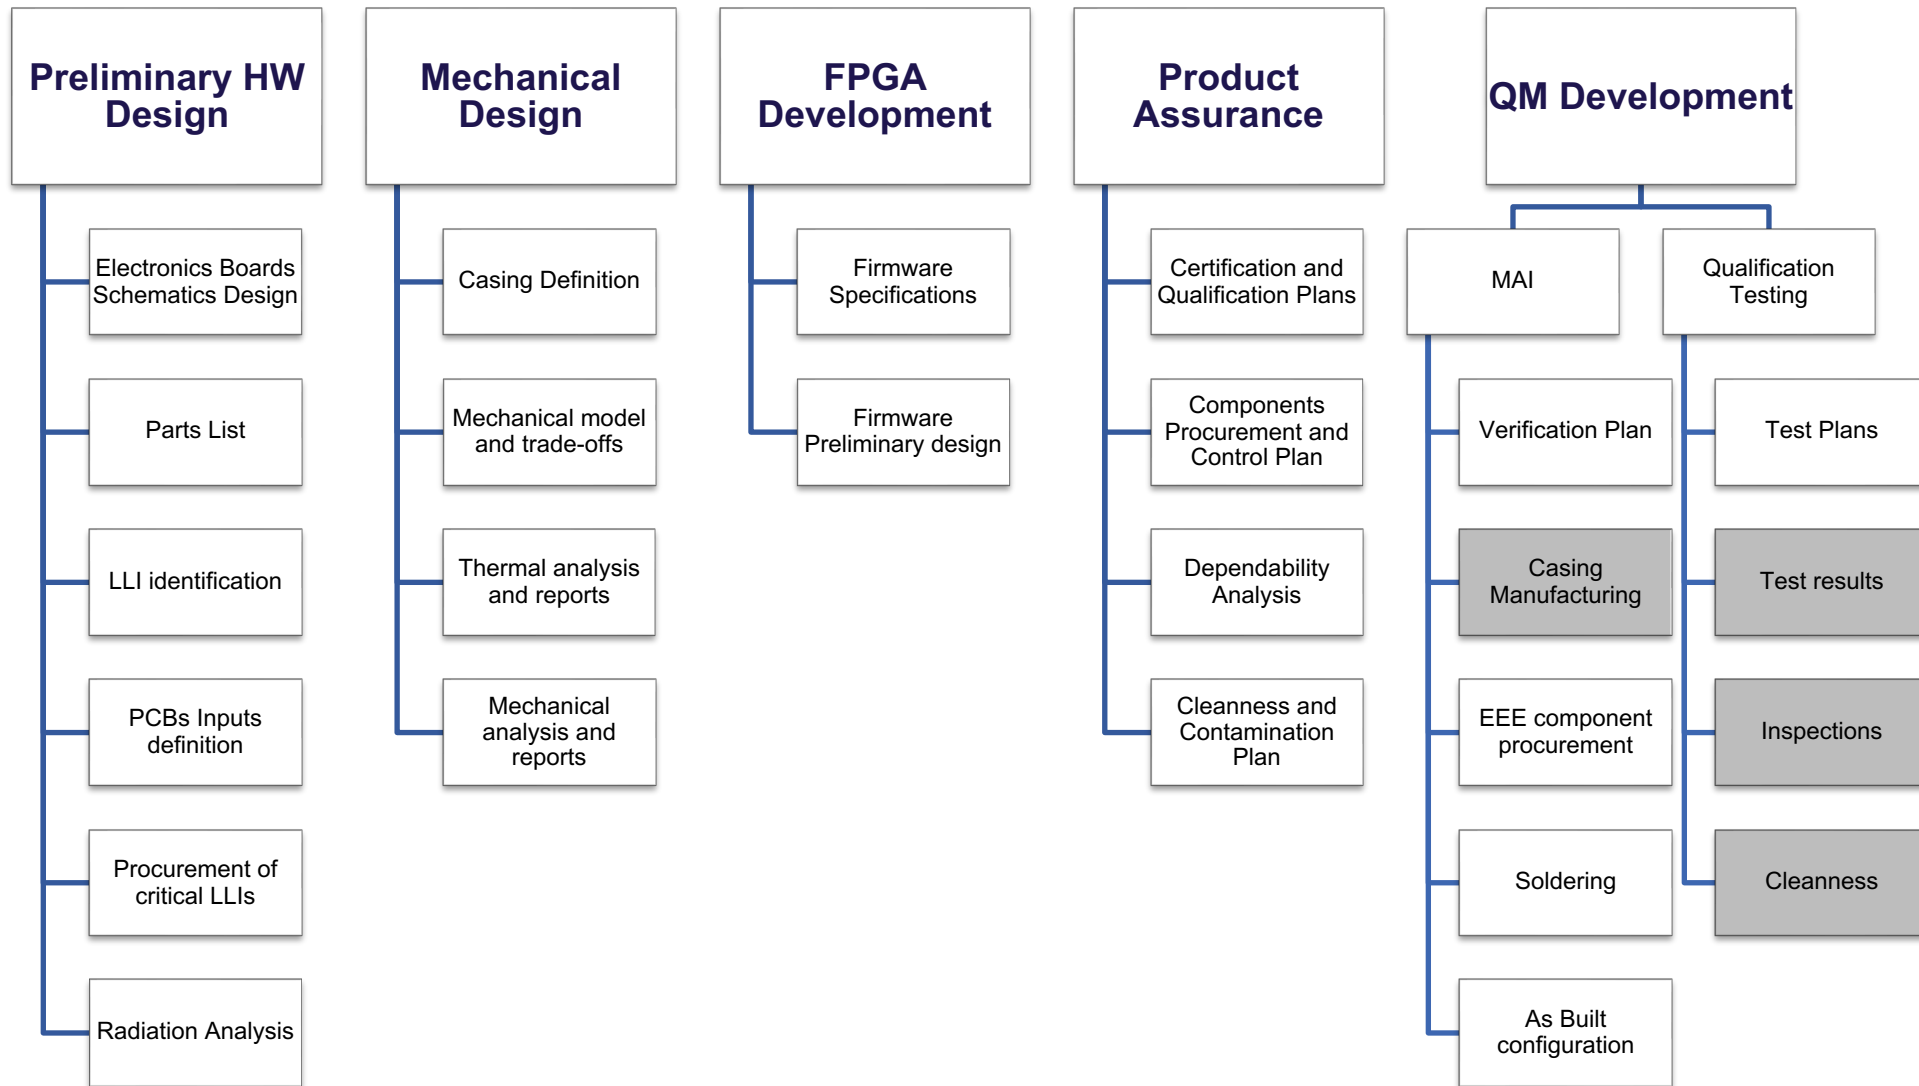 Preliminary HW
Design
Electronics Boards
Schematics Design
Parts List
LLI identification
PCBs Inputs
definition
Procurement of
critical LLIs
Radiation Analysis
Mechanical
Design
Casing Definition
Mechanical model
and trade-offs
Thermal analysis
and reports
Mechanical
analysis and
reports
FPGA
Development
Firmware
Specifications
Firmware
Preliminary design
Product
Assurance
Certification and
Qualification Plans
Components
Procurement and
Control Plan
Dependability
Analysis
Cleanness and
Contamination
Plan
QM Development
MAI
Verification Plan
Casing
Manufacturing
EEE component
procurement
Soldering
As Built
configuration
Qualification
Testing
Test Plans
Test results
Inspections
Cleanness